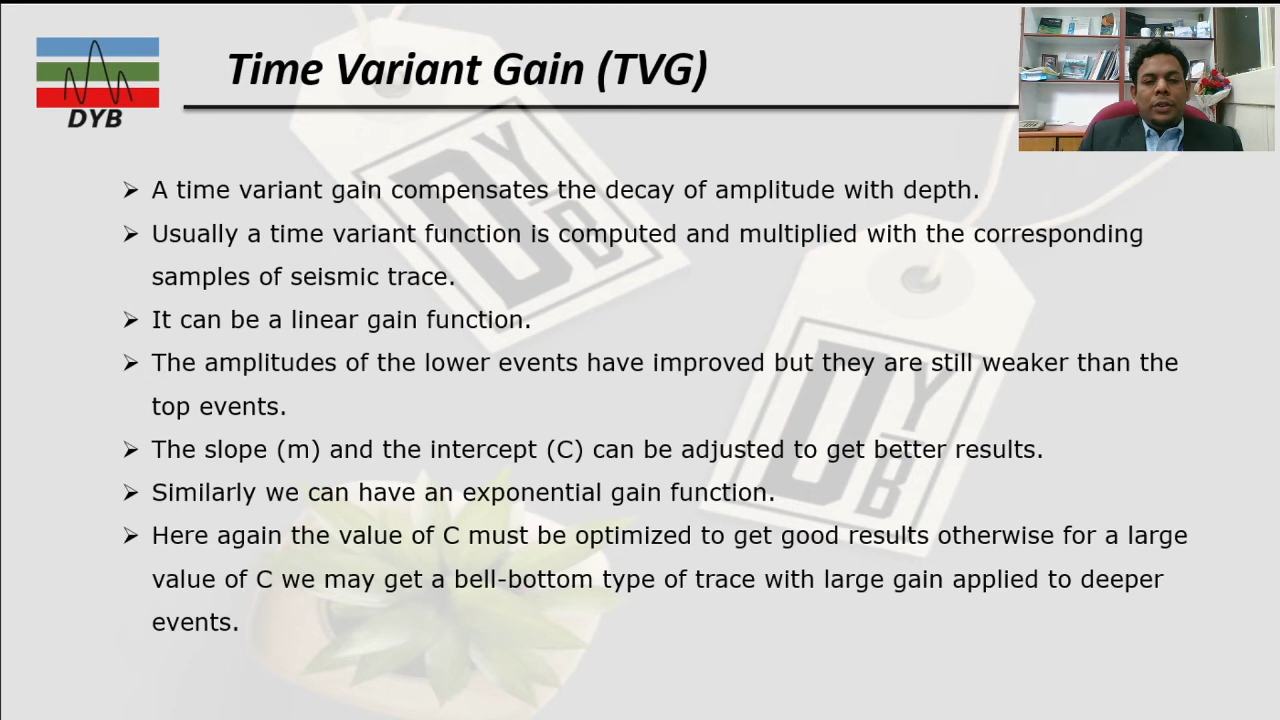 Time Variant Gain (TVG)
DYB
➢ A time variant gain compensates the decay of amplitude with depth.
➢ Usually a time variant function is computed and multiplied with the corresponding
samples of seismic trace.
➢ It can be a linear gain function.
➢ The amplitudes of the lower events have improved but they are still weaker than the
top events.
➢ The slope (m) and the intercept (C) can be adjusted to get better results.
➢ Similarly we can have an exponential gain function.
➢ Here again the value of C must be optimized to get good results otherwise for a large
value of C we may get a bell-bottom type of trace with large gain applied to deeper
events.
DYB
DYB